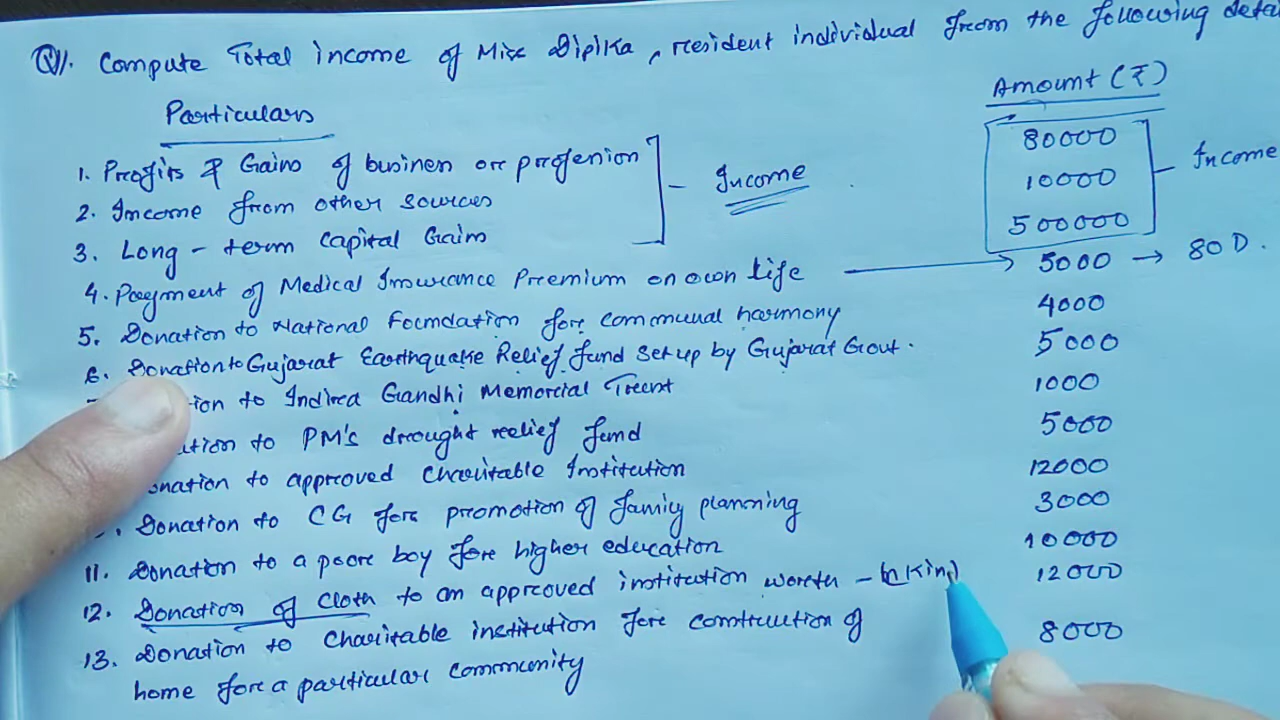 Q1. Compute Total income of Miss Dipika, resident individual from the following
Particulars
Amount (₹)
1. Profits & Gains of business or profession
80000
2. Income from other sources
10000
3. Long-term Capital Gain
500000
- Income
- Income
4. Payment of Medical Insurance Premium on own life → 5000 → 80 D.
5. Donation to National Foundation for communal harmony 4000
6. Donation to Gujarat Earthquake Relief fund set up by Gujarat Govt. 5000
to Indira Gandhi Memorial Trust 1000
to PM's drought relief fund 5000
to approved charitable Institution 12000
Donation to CG for promotion of family planning 3000
11. Donation to a poor boy for higher education 10000
12. Donation of Cloth to an approved institution worth - 12000
13. Donation to Charitable institution for construction of 8000
home for a particular community